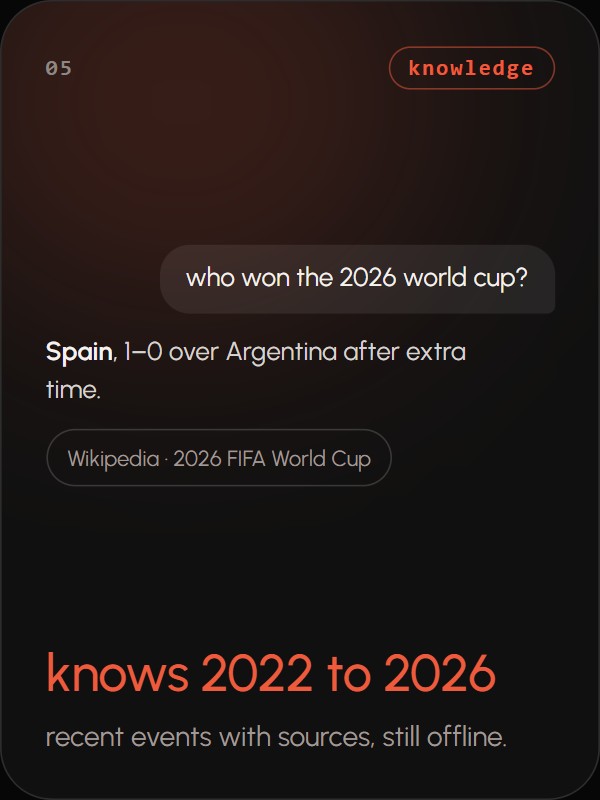 05
knowledge
who won the 2026 world cup?
Spain, 1–0 over Argentina after extra
time.
Wikipedia · 2026 FIFA World Cup
knows 2022 to 2026
recent events with sources, still offline.